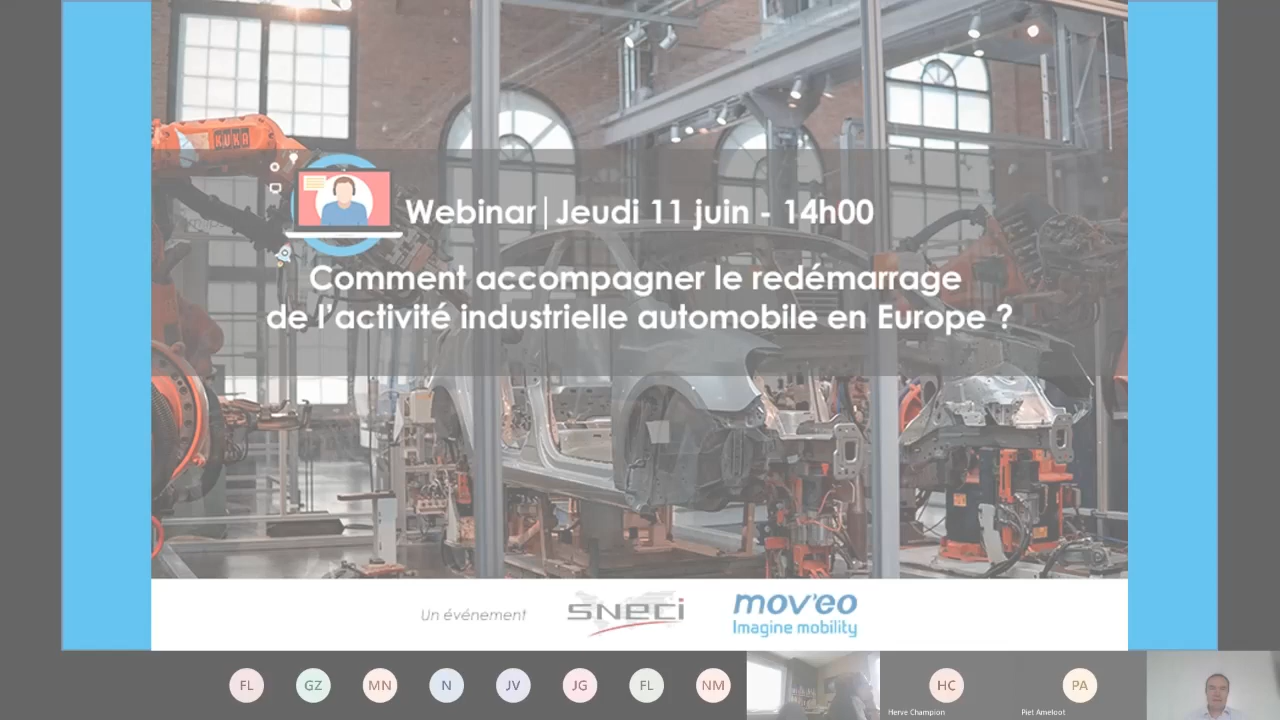 KUKA
Webinar | Jeudi 11 juin - 14h00
Comment accompagner le redémarrage
de l'activité industrielle automobile en Europe ?
Un événement
sneci
mov'eo
Imagine mobility
FL
GZ
MN
N
JV
JG
FL
NM
HC
PA
Herve Champion
Piet Ameloot